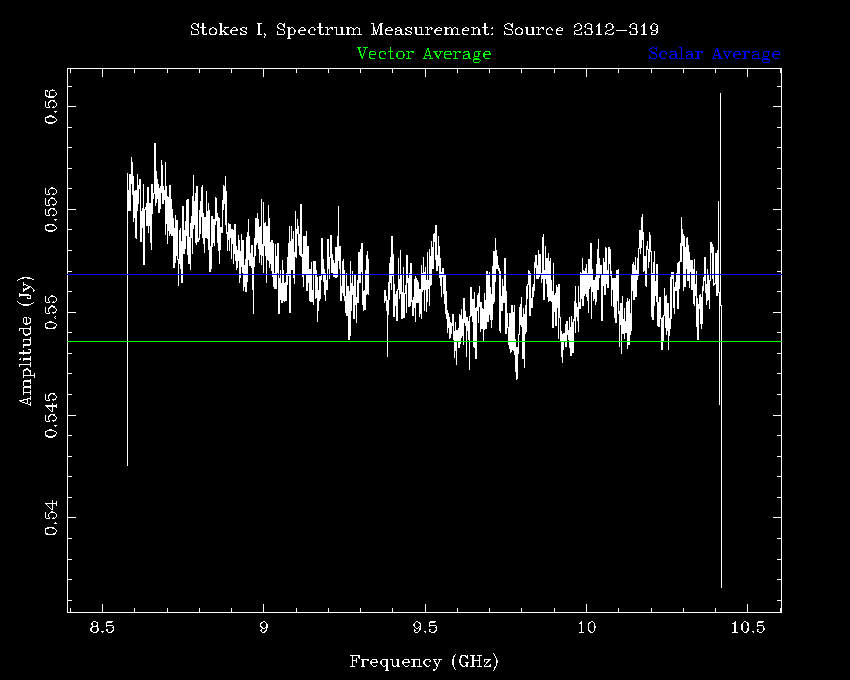 Stokes I, Spectrum Measurement: Source 2312−319
Vector Average Scalar Average
0.56
0.555
0.55
0.545
0.54
Amplitude (Jy)
8.5 9 9.5 10 10.5
Frequency (GHz)